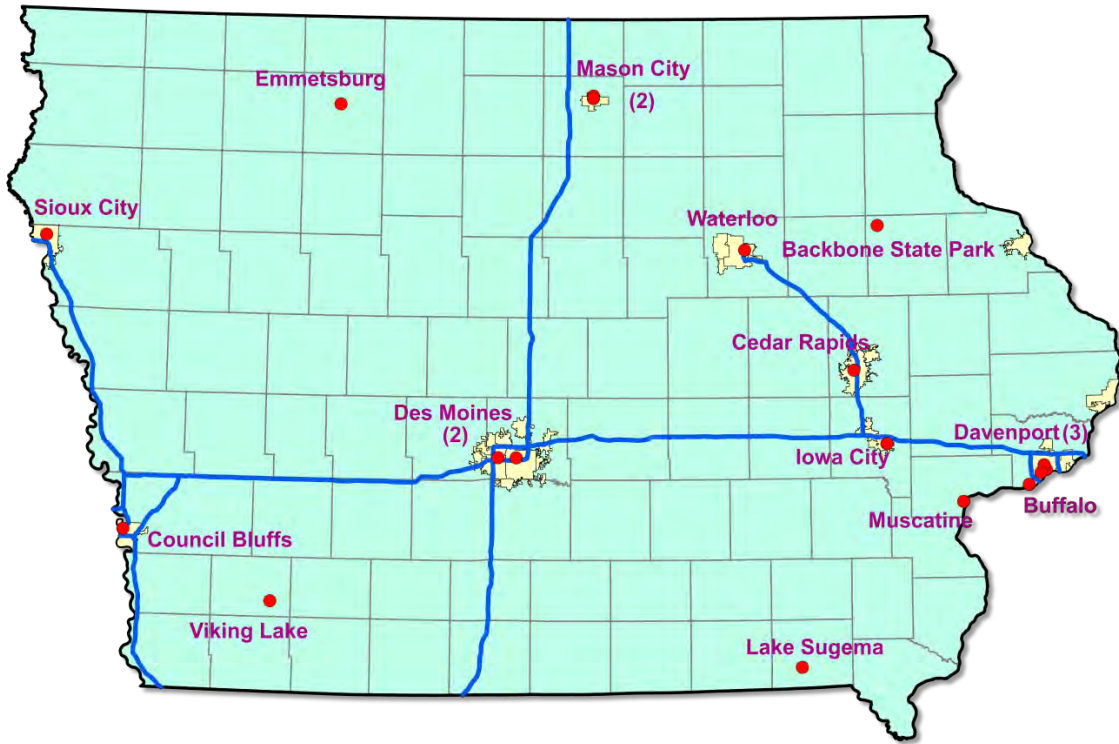 Mason City
(2)
Emmetsburg
Sioux City
Waterloo
Backbone State Park
Cedar Rapids
Des Moines
(2)
Davenport (3)
Iowa City
Muscatine
Buffalo
Council Bluffs
Viking Lake
Lake Sugema